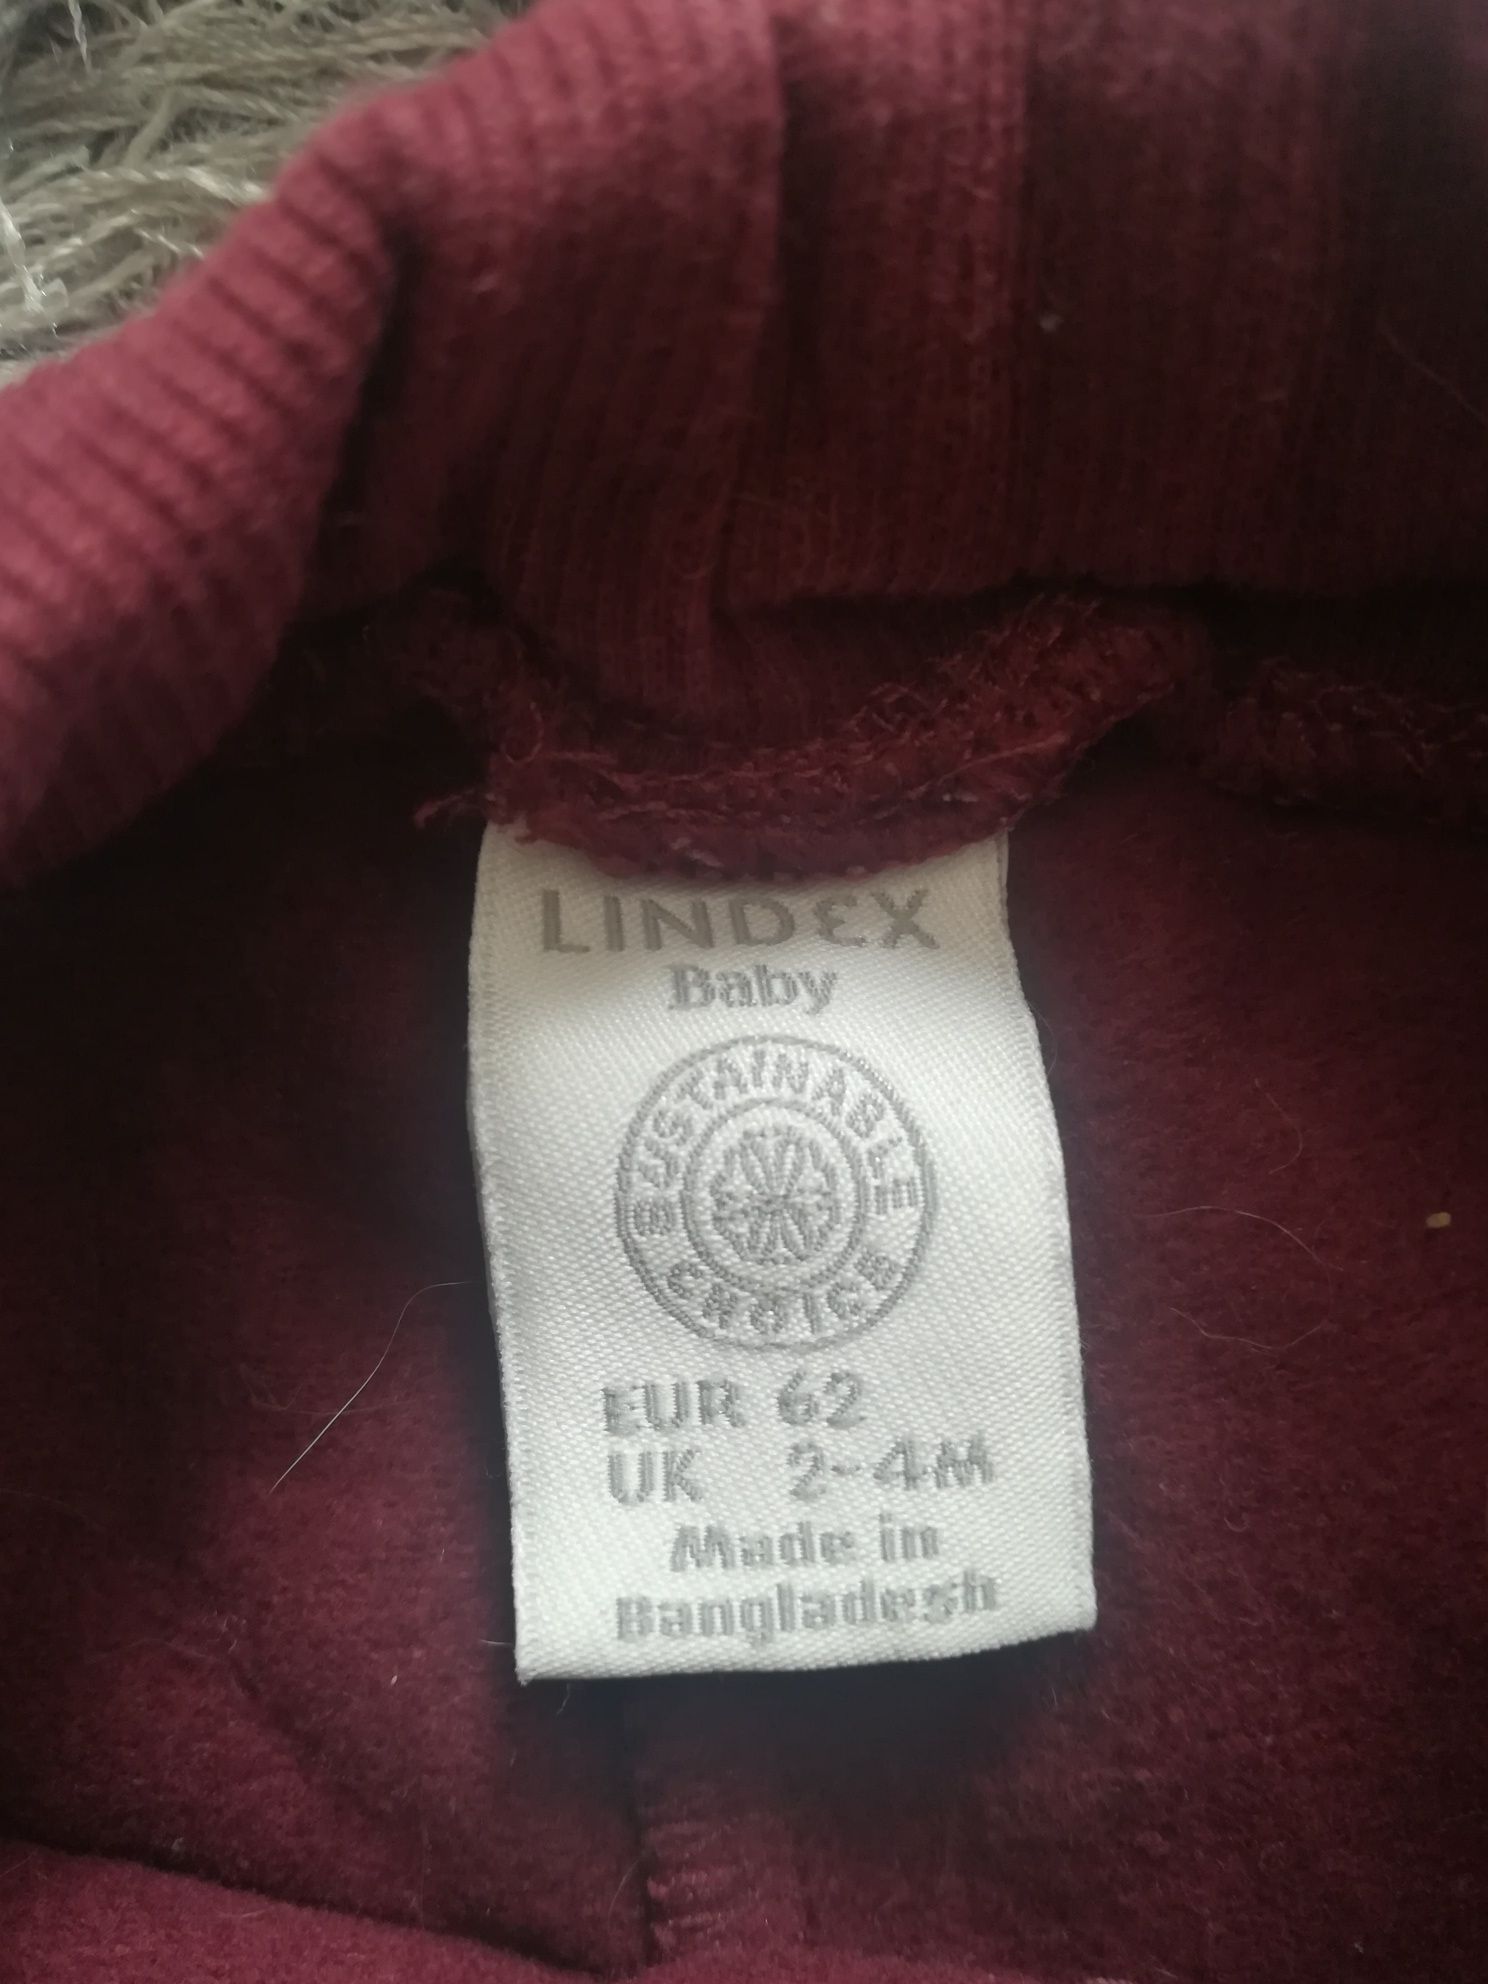 LINDEX
Baby
SUSTAINABLE
CHOICE
EUR 62
UK 2-4M
Made in
Bangladesh